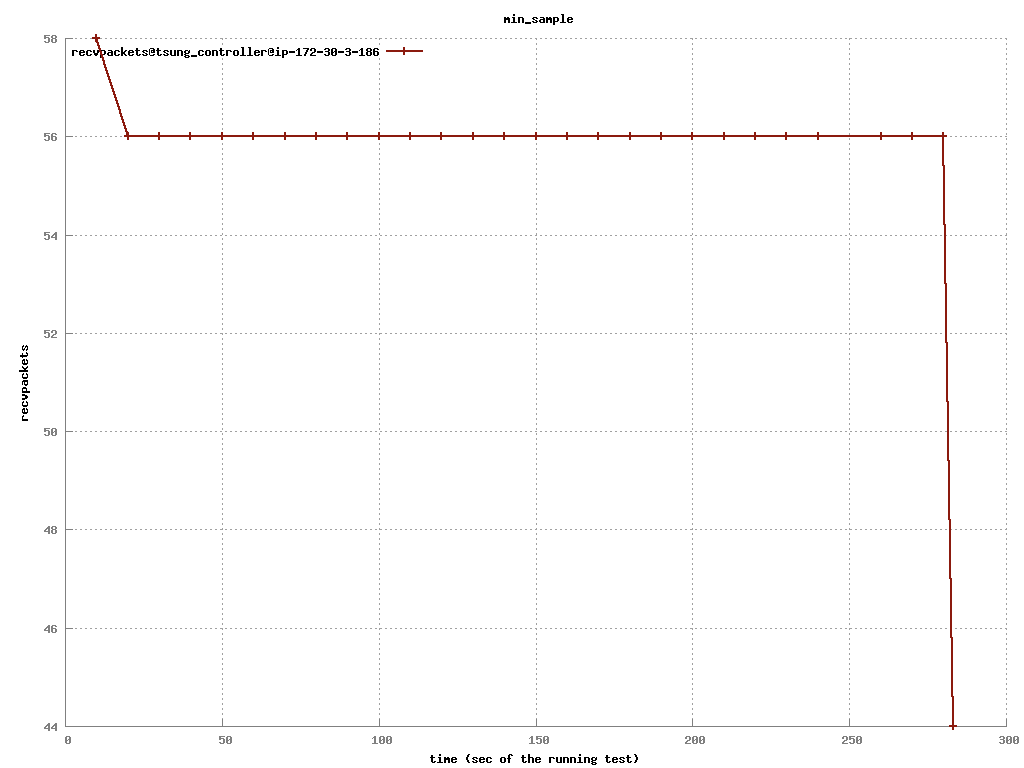 min_sample
58
recvpackets@tsung_controller@ip-172-30-3-186
56
54
52
recvpackets
50
48
46
44
0 50 100 150 200 250 300
time (sec of the running test)